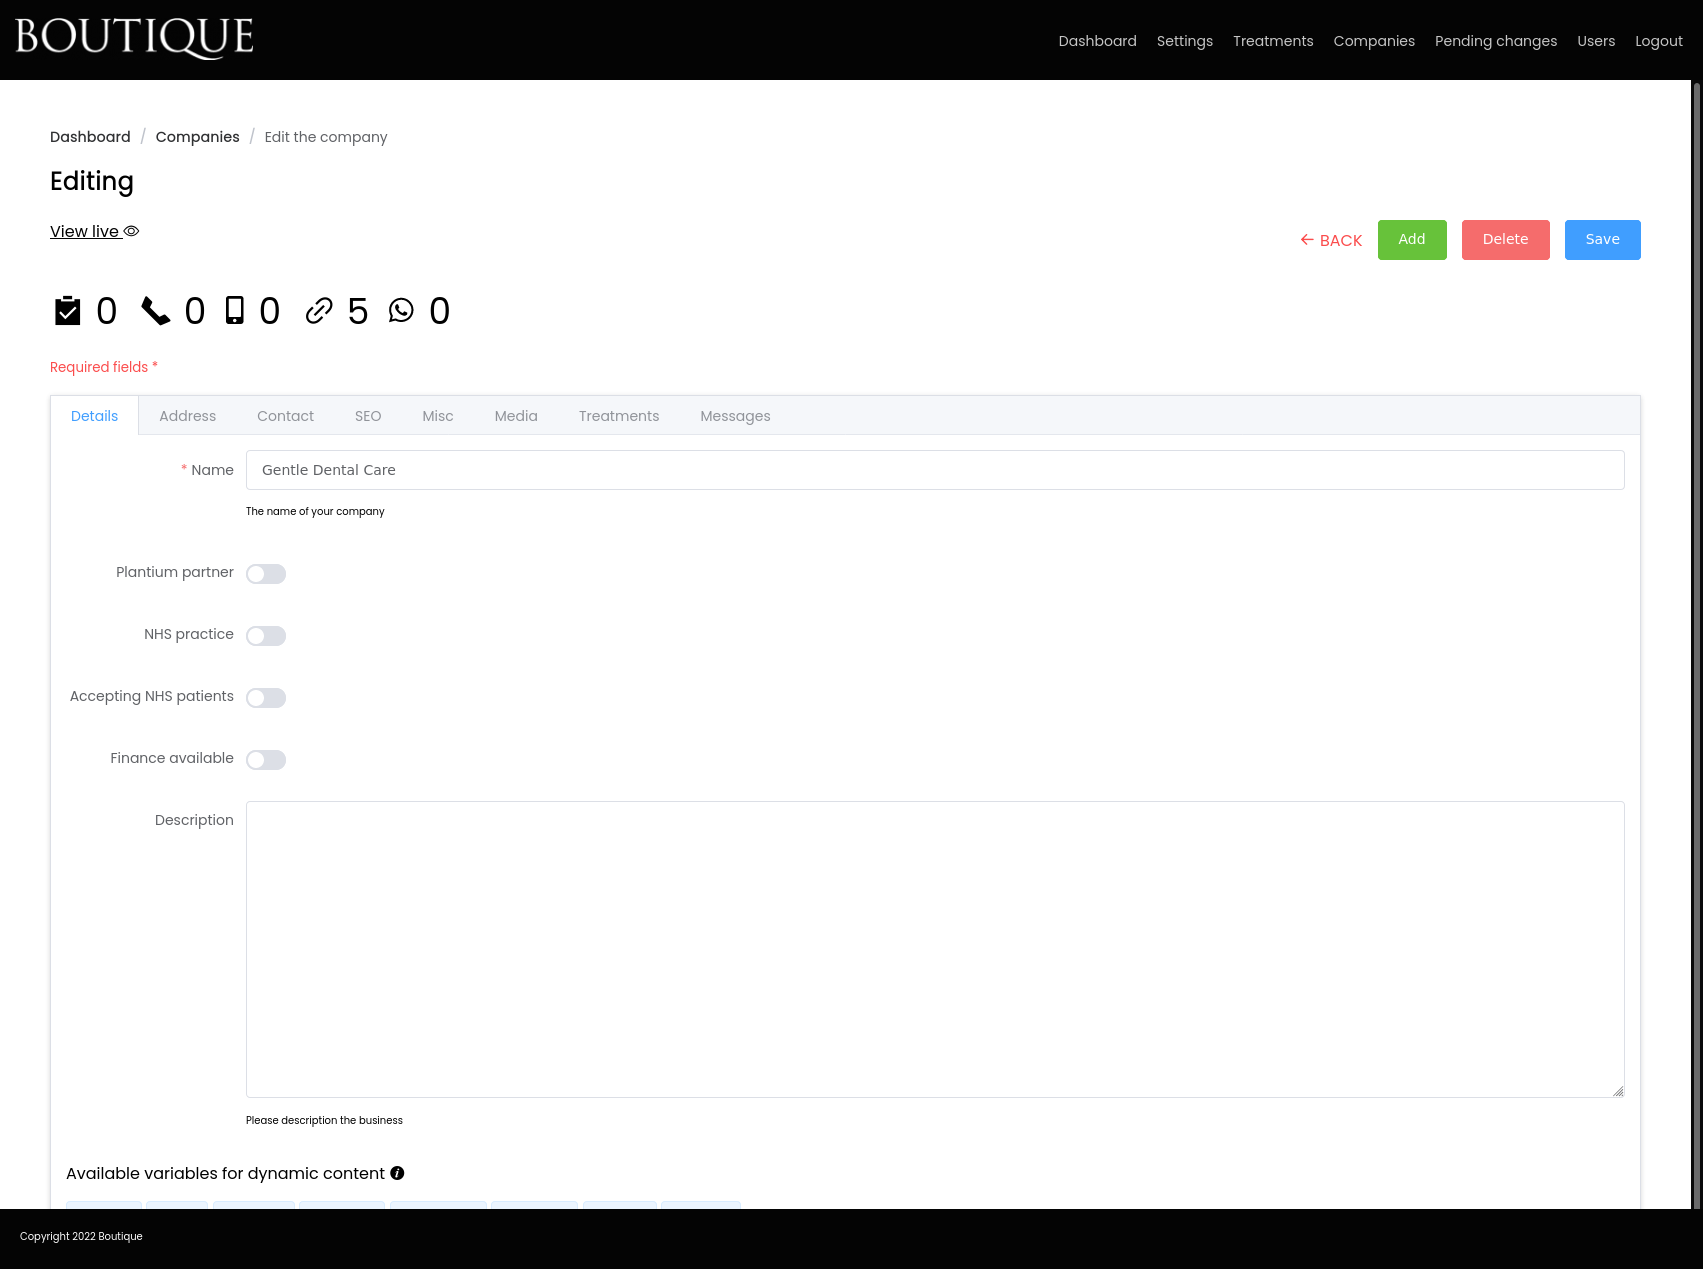 BOUTIQUE
Dashboard Settings Treatments Companies Pending changes Users Logout
Dashboard / Companies / Edit the company
Editing
View live
← BACK Add Delete Save
0 0 0 5 0
Required fields *
Details Address Contact SEO Misc Media Treatments Messages
* Name Gentle Dental Care
The name of your company
Plantium partner
NHS practice
Accepting NHS patients
Finance available
Description
Please description the business
Available variables for dynamic content
Copyright 2022 Boutique